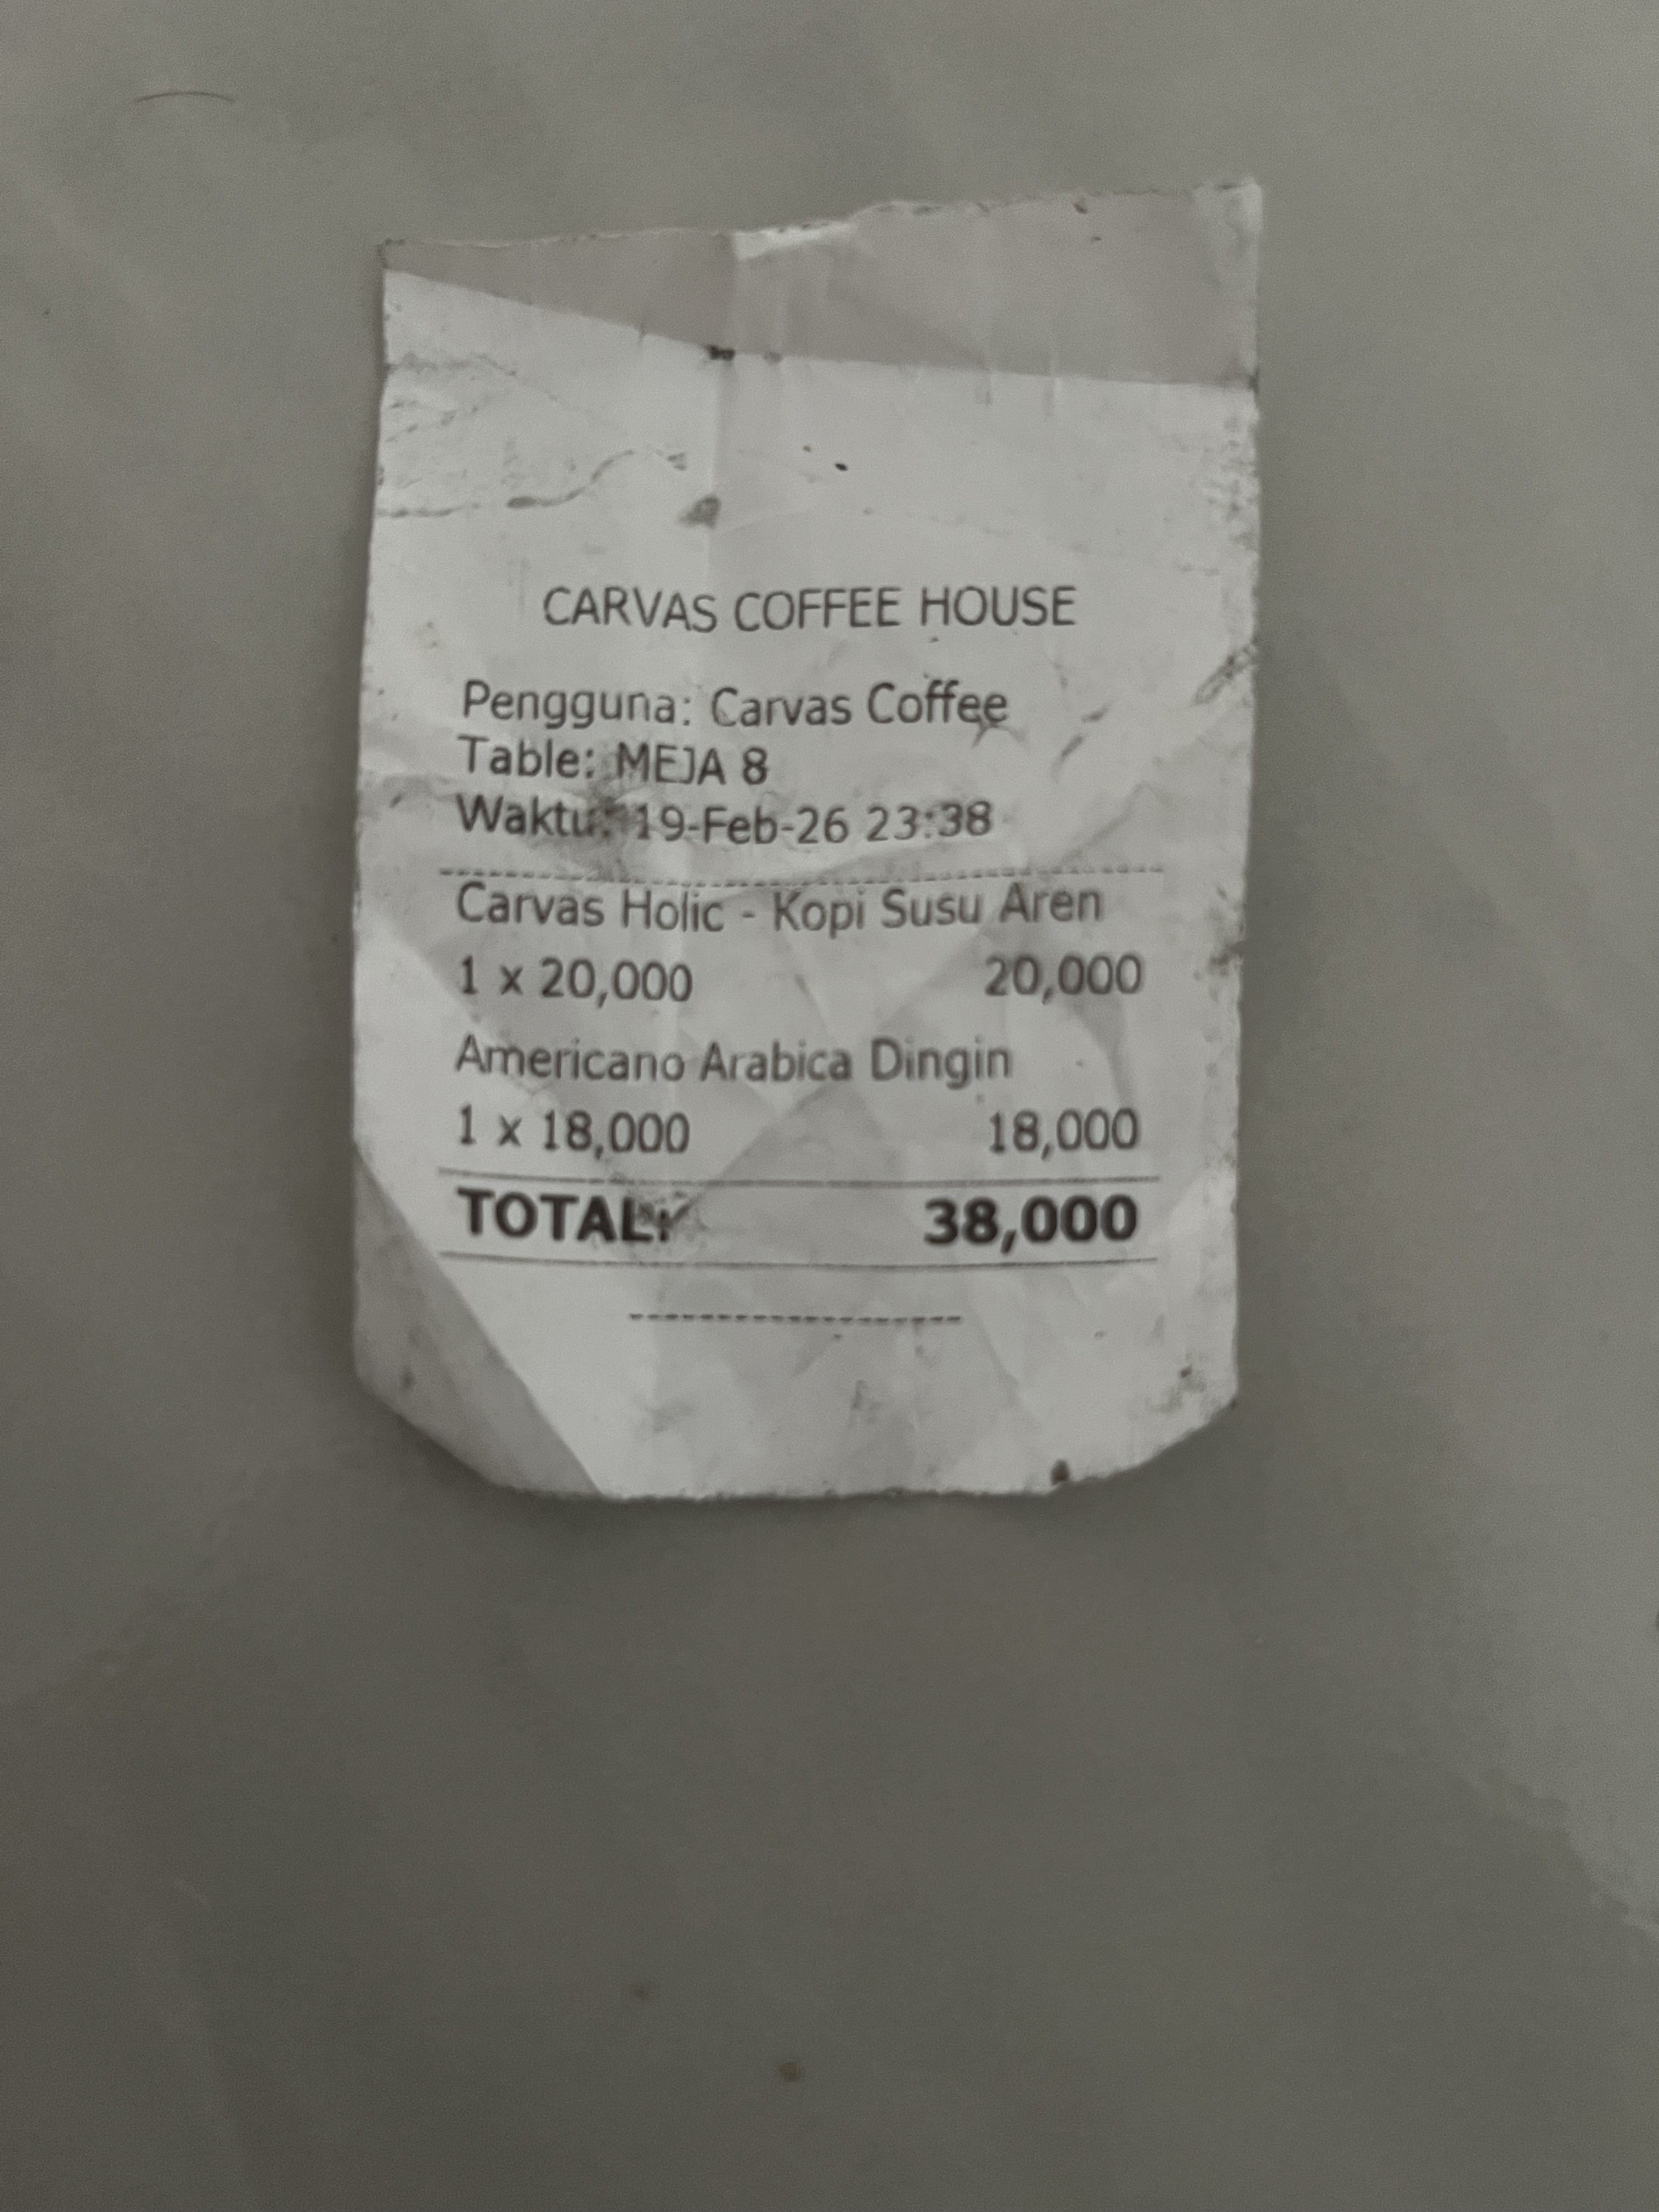 CARVAS COFFEE HOUSE
Pengguna: Carvas Coffee
Table: MEJA 8
Waktu: 19-Feb-26 23:38
Carvas Holic - Kopi Susu Aren
1 x 20,000 20,000
Americano Arabica Dingin
1 x 18,000 18,000
TOTAL: 38,000